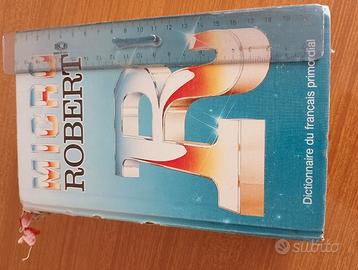 MICRO
ROBERT
R
Dictionnaire du français primordial
subito